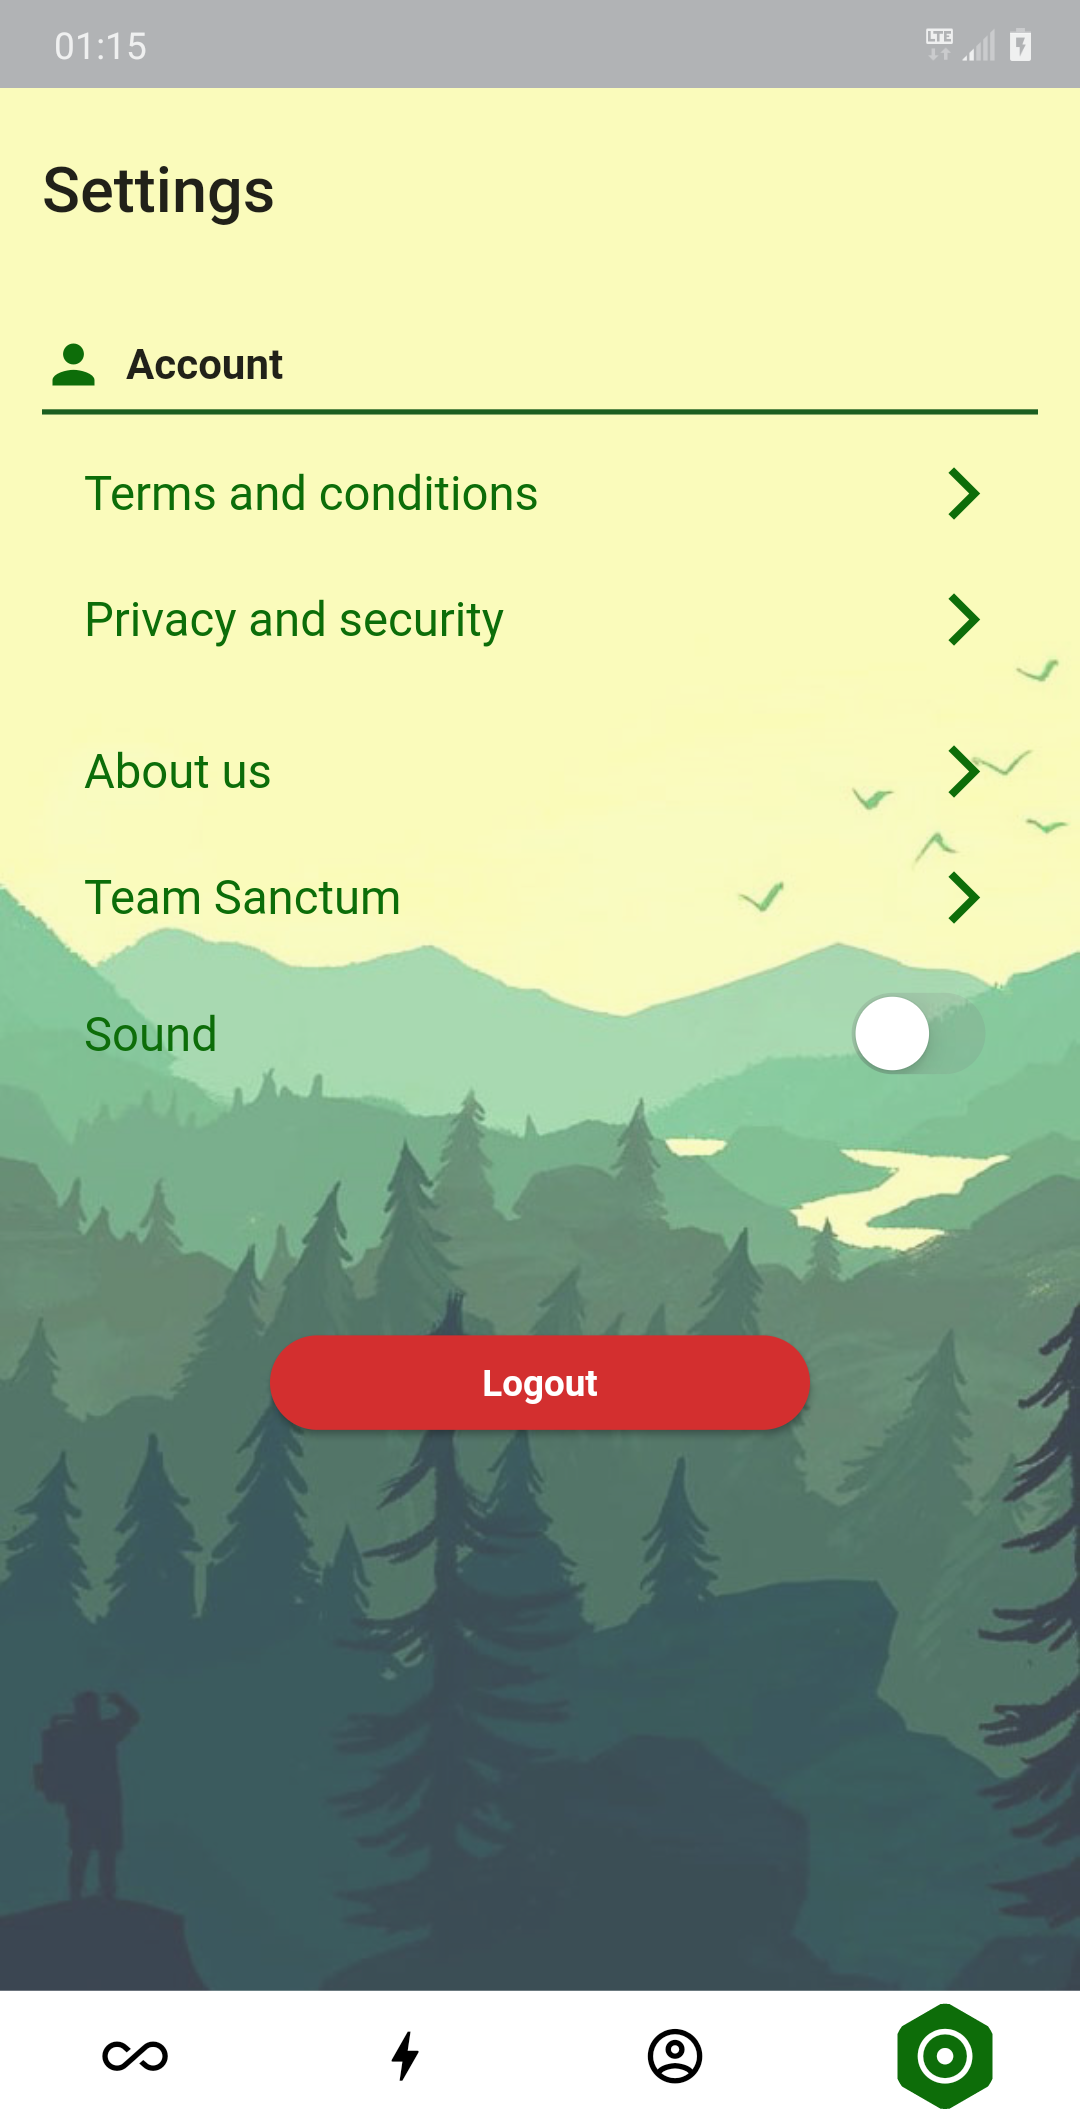 01:15
LTE
Settings
Account
Terms and conditions
Privacy and security
About us
Team Sanctum
Sound
Logout